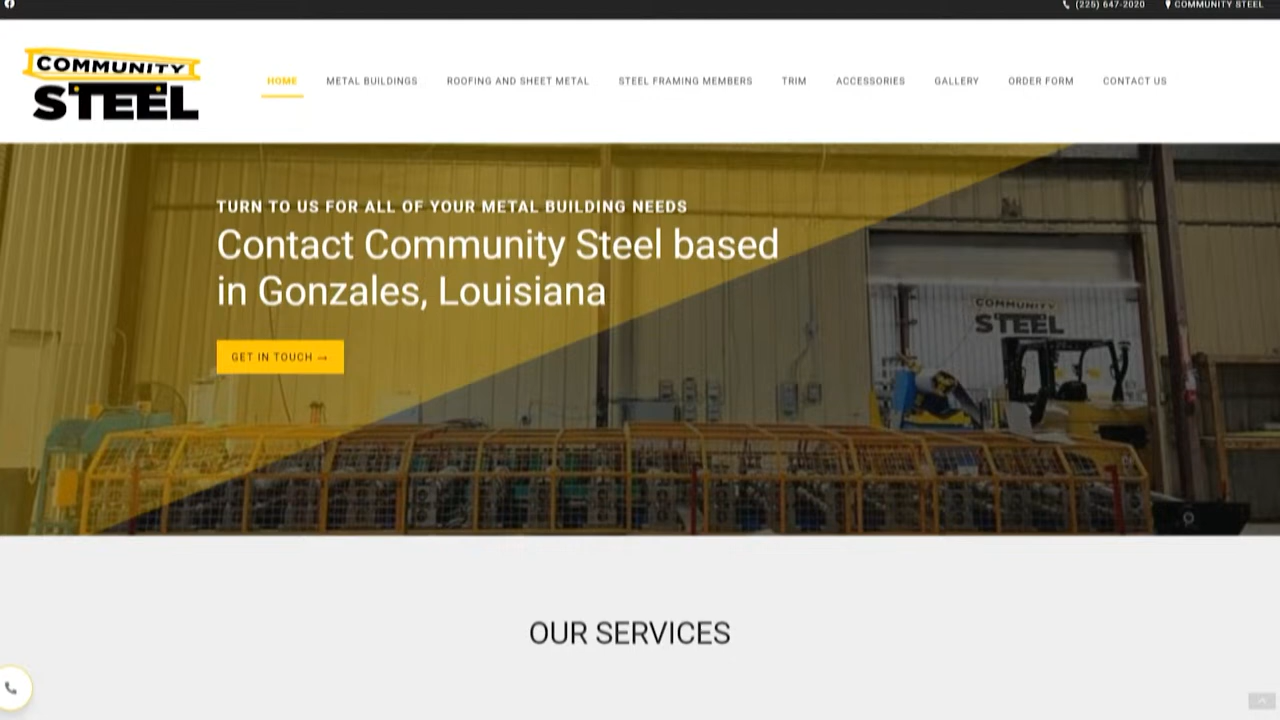 (225) 647-2020 COMMUNITY STEEL
COMMUNITY
STEEL
HOME METAL BUILDINGS ROOFING AND SHEET METAL STEEL FRAMING MEMBERS TRIM ACCESSORIES GALLERY ORDER FORM CONTACT US
TURN TO US FOR ALL OF YOUR METAL BUILDING NEEDS
Contact Community Steel based
in Gonzales, Louisiana
GET IN TOUCH →
COMMUNITY
STEEL
OUR SERVICES